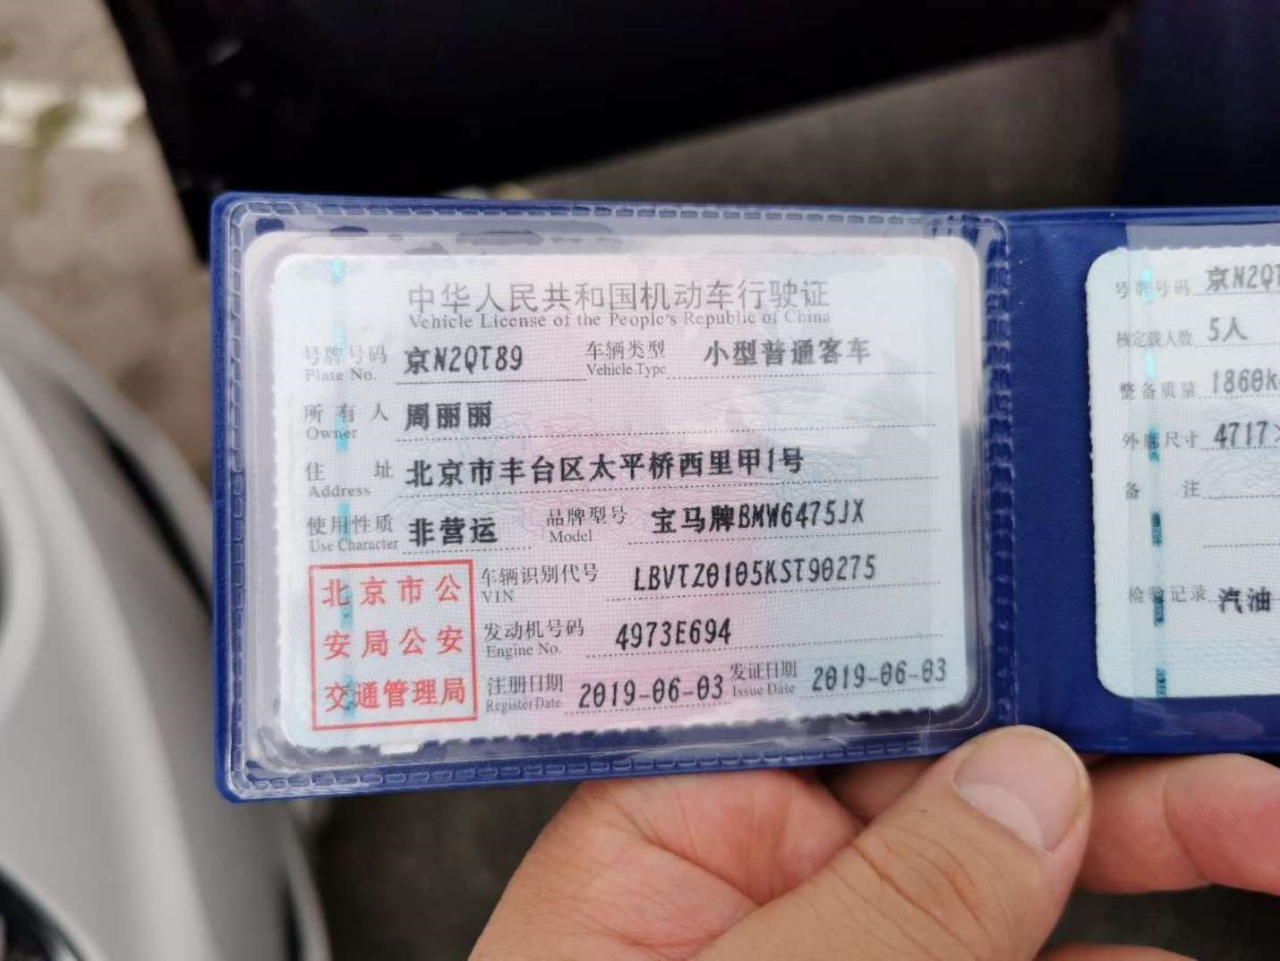 中华人民共和国机动车行驶证
Vehicle License of the People's Republic of China
号牌号码 京N2QT89 车辆类型 小型普通客车
Plate No. Vehicle Type
所有人 周丽丽
Owner
住址 北京市丰台区太平桥西里甲1号
Address
使用性质 非营运 品牌型号 宝马牌BMW6475JX
Use Character Model
北京市公
安局公安
交通管理局
车辆识别代号 LBVTZ0105KST90275
VIN
发动机号码 4973E694
Engine No.
注册日期 2019-06-03 发证日期 2019-06-03
Register Date Issue Date
号牌号码 京N2QT
核定载人数 5人
整备质量 1860k
外廓尺寸 4717×
备注
检验记录 汽油